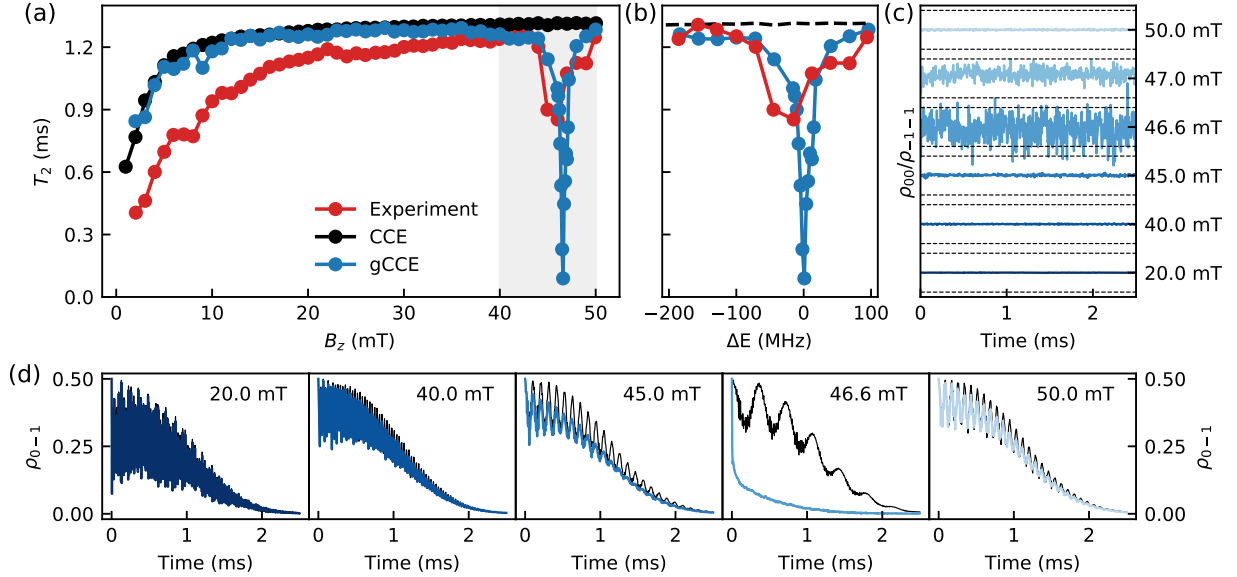 (a)
T₂ (ms)
1.2
0.9
0.6
0.3
0.0
Experiment
CCE
gCCE
0 10 20 30 40 50
B_z (mT)
(b)
−200 −100 0 100
ΔE (MHz)
(c)
ρ₀₀/ρ₋₁₋₁
50.0 mT
47.0 mT
46.6 mT
45.0 mT
40.0 mT
20.0 mT
0 1 2
Time (ms)
(d)
ρ₀₋₁
0.50
0.25
0.00
20.0 mT
40.0 mT
45.0 mT
46.6 mT
50.0 mT
0.50
0.25
0.00
ρ₀₋₁
0 1 2
0 1 2
0 1 2
0 1 2
0 1 2
Time (ms)
Time (ms)
Time (ms)
Time (ms)
Time (ms)